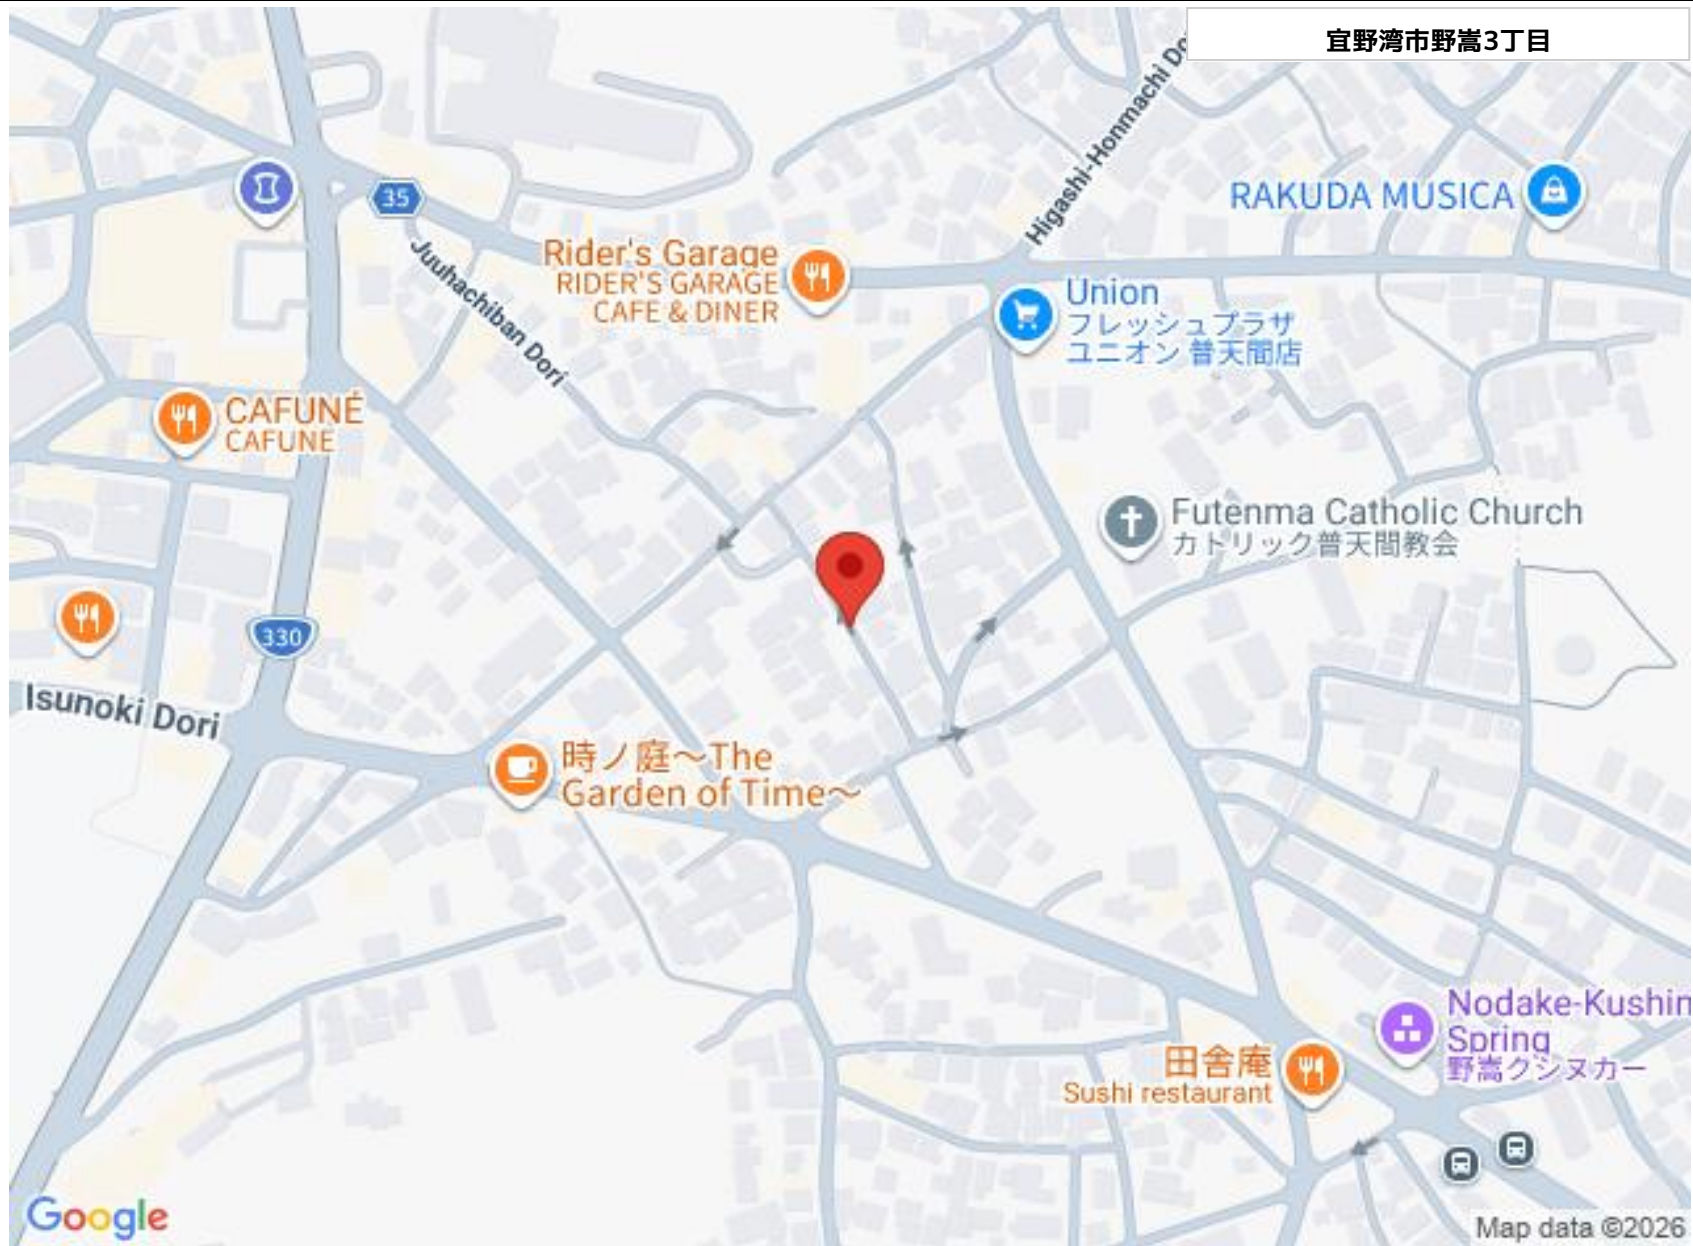 宜野湾市野嵩3丁目
Higashi-Honmachi Do
RAKUDA MUSICA
35
Juuhachiban Dori
Rider's Garage
RIDER'S GARAGE
CAFE & DINER
Union
フレッシュプラザ
ユニオン 普天間店
CAFUNÉ
CAFUNE
Futenma Catholic Church
カトリック普天間教会
330
Isunoki Dori
時ノ庭〜The
Garden of Time〜
Nodake-Kushin
Spring
野嵩クシヌカー
田舎庵
Sushi restaurant
Google
Map data ©2026